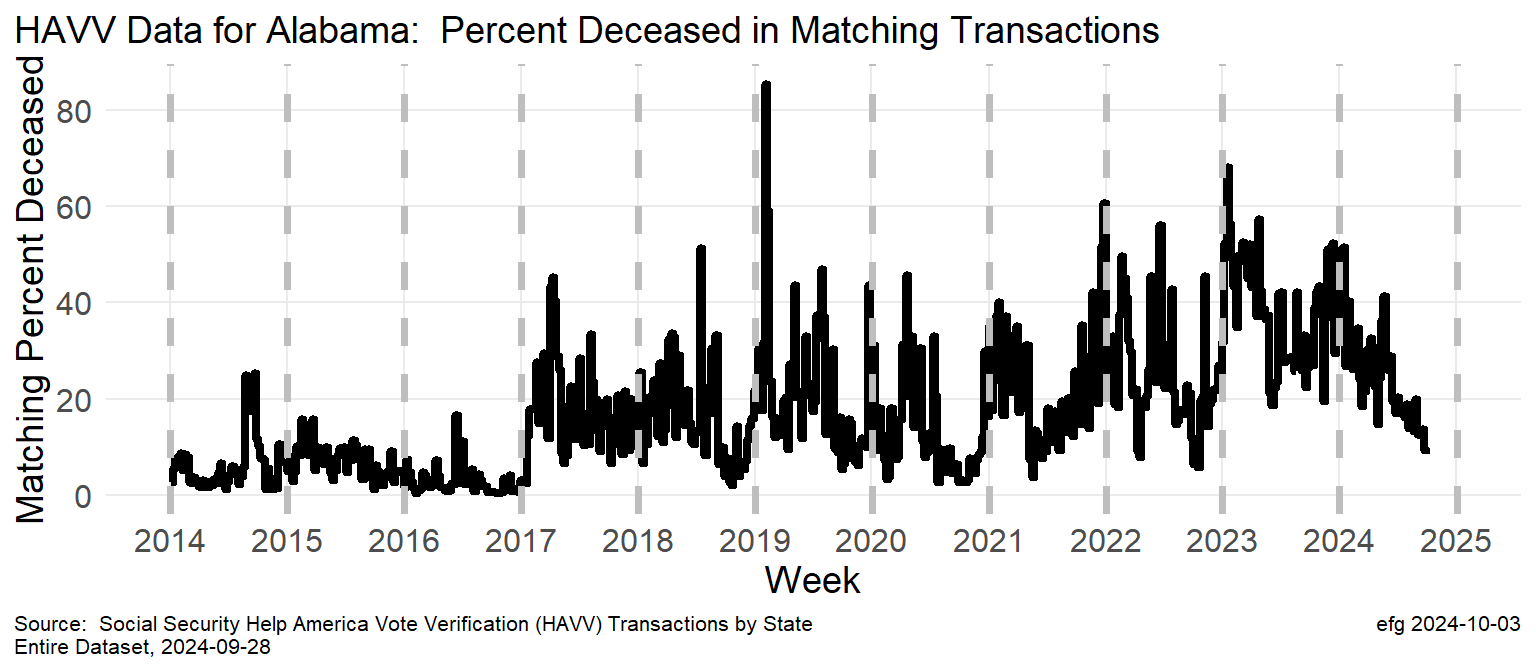 HAVV Data for Alabama:  Percent Deceased in Matching Transactions
Matching Percent Deceased
80
60
40
20
0
2014 2015 2016 2017 2018 2019 2020 2021 2022 2023 2024 2025
Week
Source:  Social Security Help America Vote Verification (HAVV) Transactions by State
Entire Dataset, 2024-09-28
efg 2024-10-03